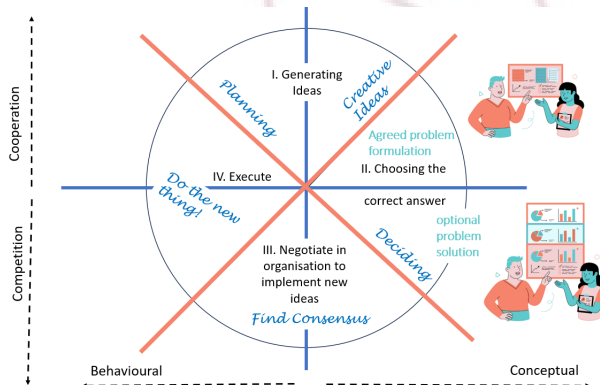 Cooperation
Competition
I. Generating
Ideas
Planning
Creative
Ideas
Agreed problem
formulation
II. Choosing the
correct answer
optional
problem
solution
Deciding
IV. Execute
Do the new
thing!
III. Negotiate in
organisation to
implement new
ideas
Find Consensus
Behavioural
Conceptual